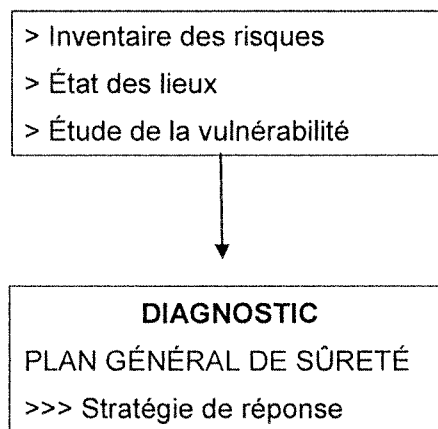 > Inventaire des risques
> État des lieux
> Étude de la vulnérabilité
DIAGNOSTIC
PLAN GÉNÉRAL DE SÛRETÉ
>>> Stratégie de réponse